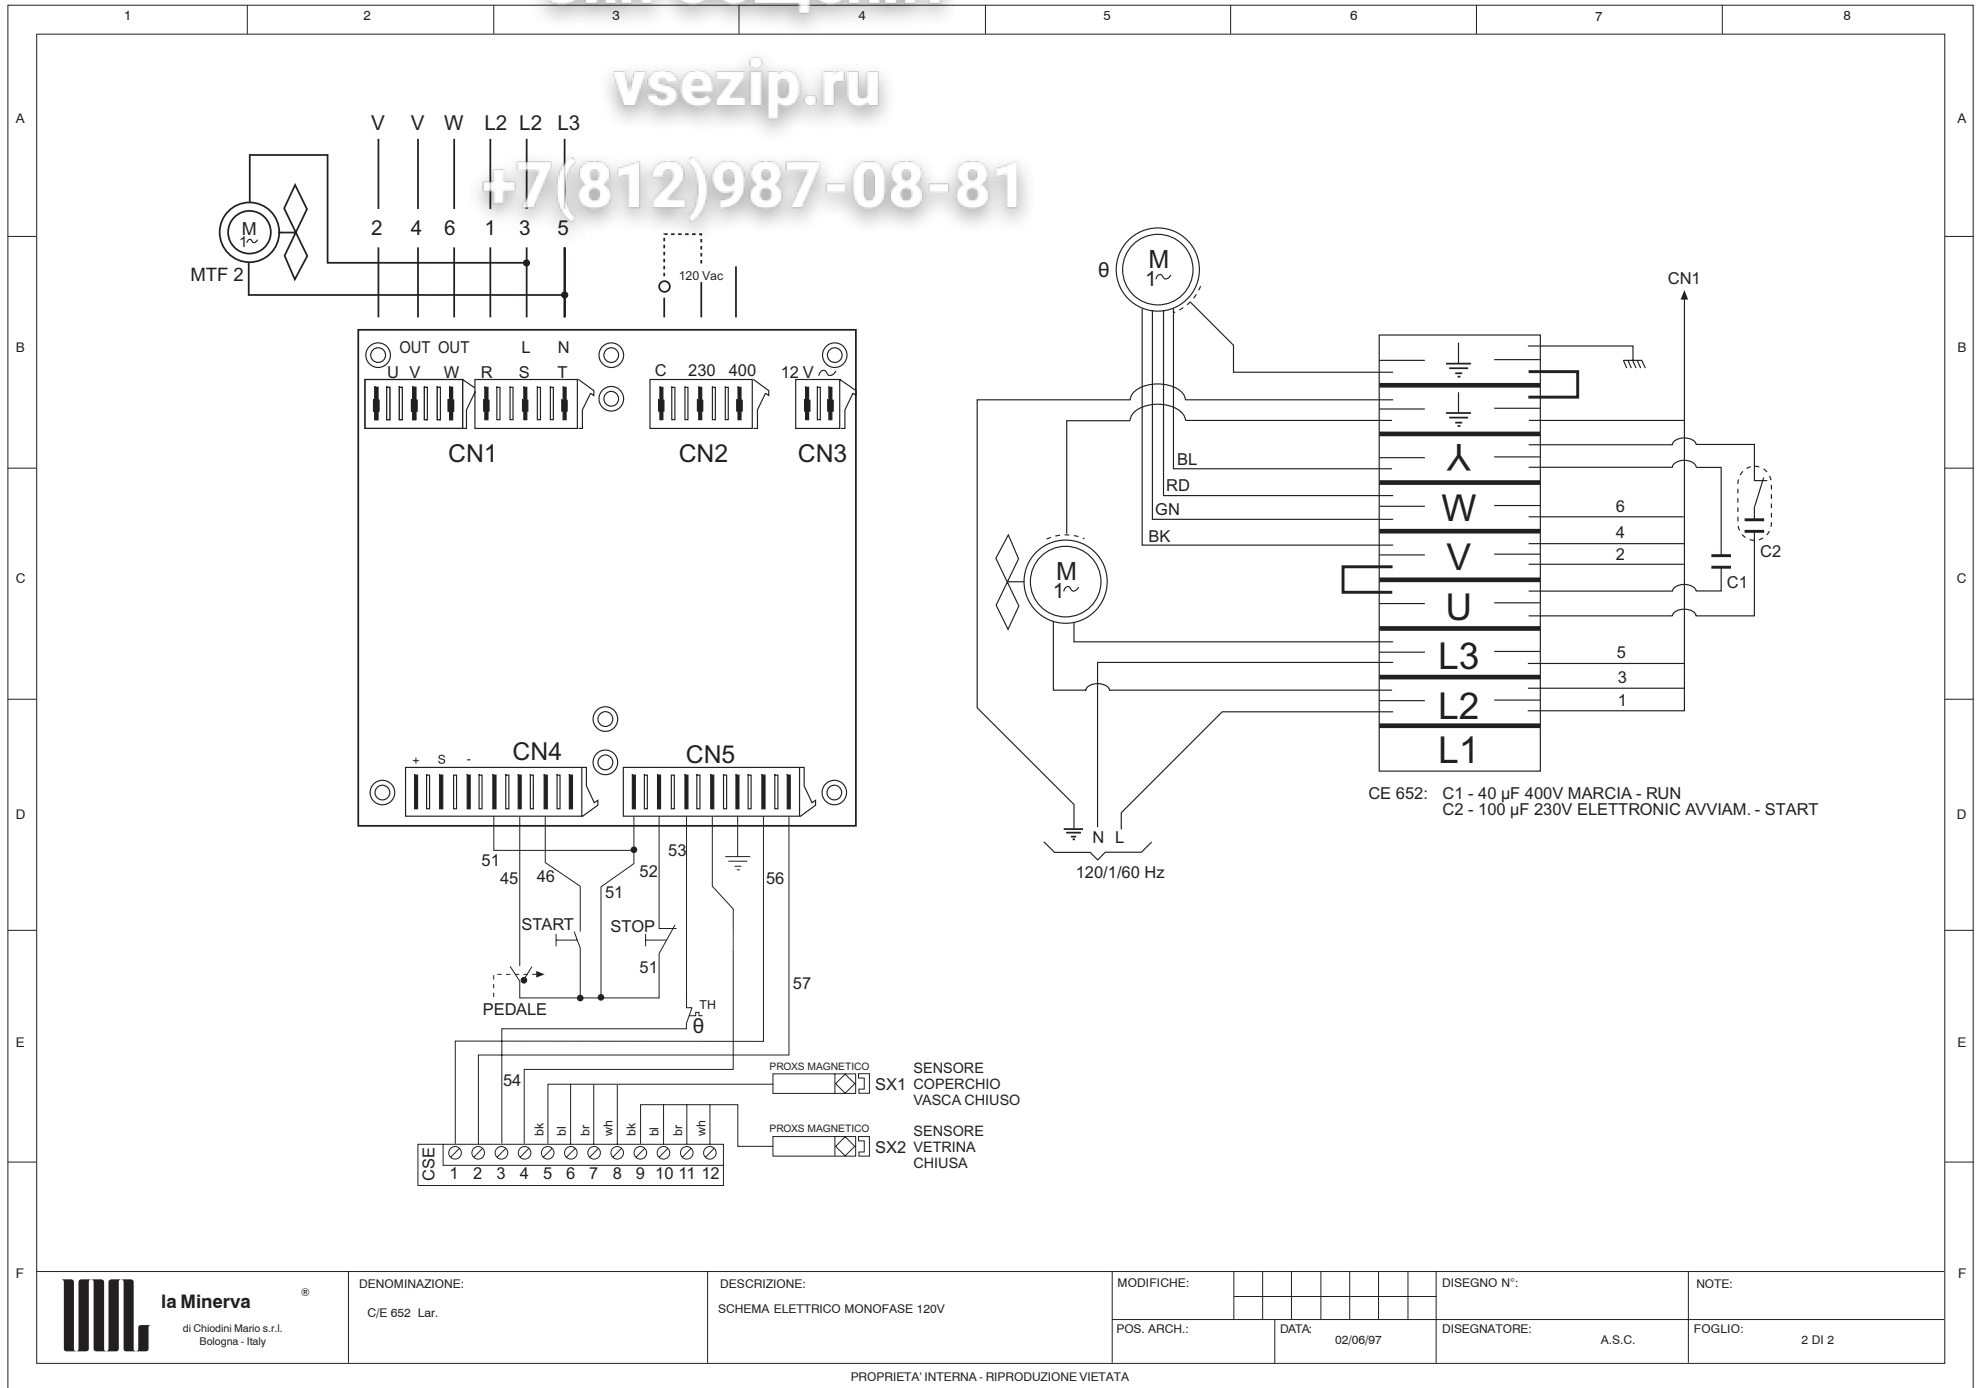 1 2 3 4 5 6 7 8
vsezip.ru
+7(812)987-08-81
A A
B B
C C
D D
E E
F F
V V W L2 L2 L3
2 4 6 1 3 5
M
1~
MTF 2
120 Vac
OUT OUT L N
U V W R S T
C 230 400
12 V ~
CN1 CN2 CN3
+ S -
CN4 CN5
51
45
46
51
52
53
56
START
STOP
51
57
PEDALE
TH
θ
54
bk bl br wh bk bl br wh
CSE
1 2 3 4 5 6 7 8 9 10 11 12
PROXS MAGNETICO
SX1
SENSORE
COPERCHIO
VASCA CHIUSO
PROXS MAGNETICO
SX2
SENSORE
VETRINA
CHIUSA
θ
M
1~
BL
RD
GN
BK
M
1~
CN1
W
V
U
L3
L2
L1
6
4
2
5
3
1
C1
C2
N L
120/1/60 Hz
CE 652: C1 - 40 µF 400V MARCIA - RUN
C2 - 100 µF 230V ELETTRONIC AVVIAM. - START
la Minerva ®
di Chiodini Mario s.r.l.
Bologna - Italy
DENOMINAZIONE:
C/E 652 Lar.
DESCRIZIONE:
SCHEMA ELETTRICO MONOFASE 120V
MODIFICHE:
POS. ARCH.:
DATA:
02/06/97
DISEGNO N°:
DISEGNATORE:
A.S.C.
NOTE:
FOGLIO:
2 DI 2
PROPRIETA' INTERNA - RIPRODUZIONE VIETATA